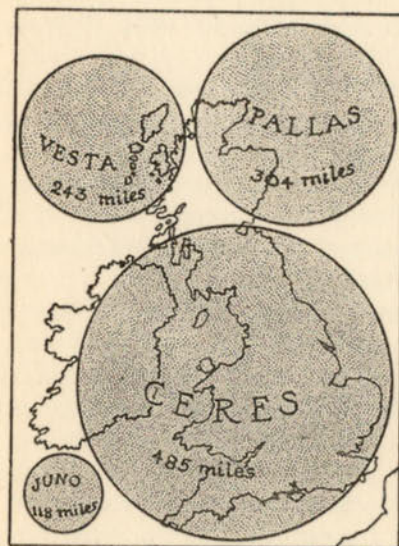 VESTA
243 miles
PALLAS
304 miles
CERES
485 miles
JUNO
118 miles